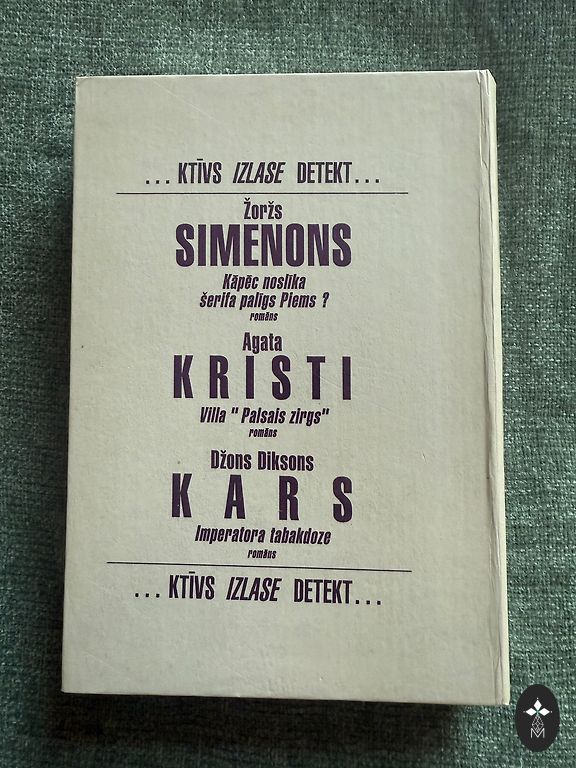 ...KTĪVS IZLASE DETEKT...
Žoržs
SIMENONS
Kāpēc noslīka
šerifa palīgs Piems ?
romāns
Agata
KRISTI
Villa " Palsais zirgs"
romāns
Džons Diksons
KARS
Imperatora tabakdoze
romāns
...KTĪVS IZLASE DETEKT...
M